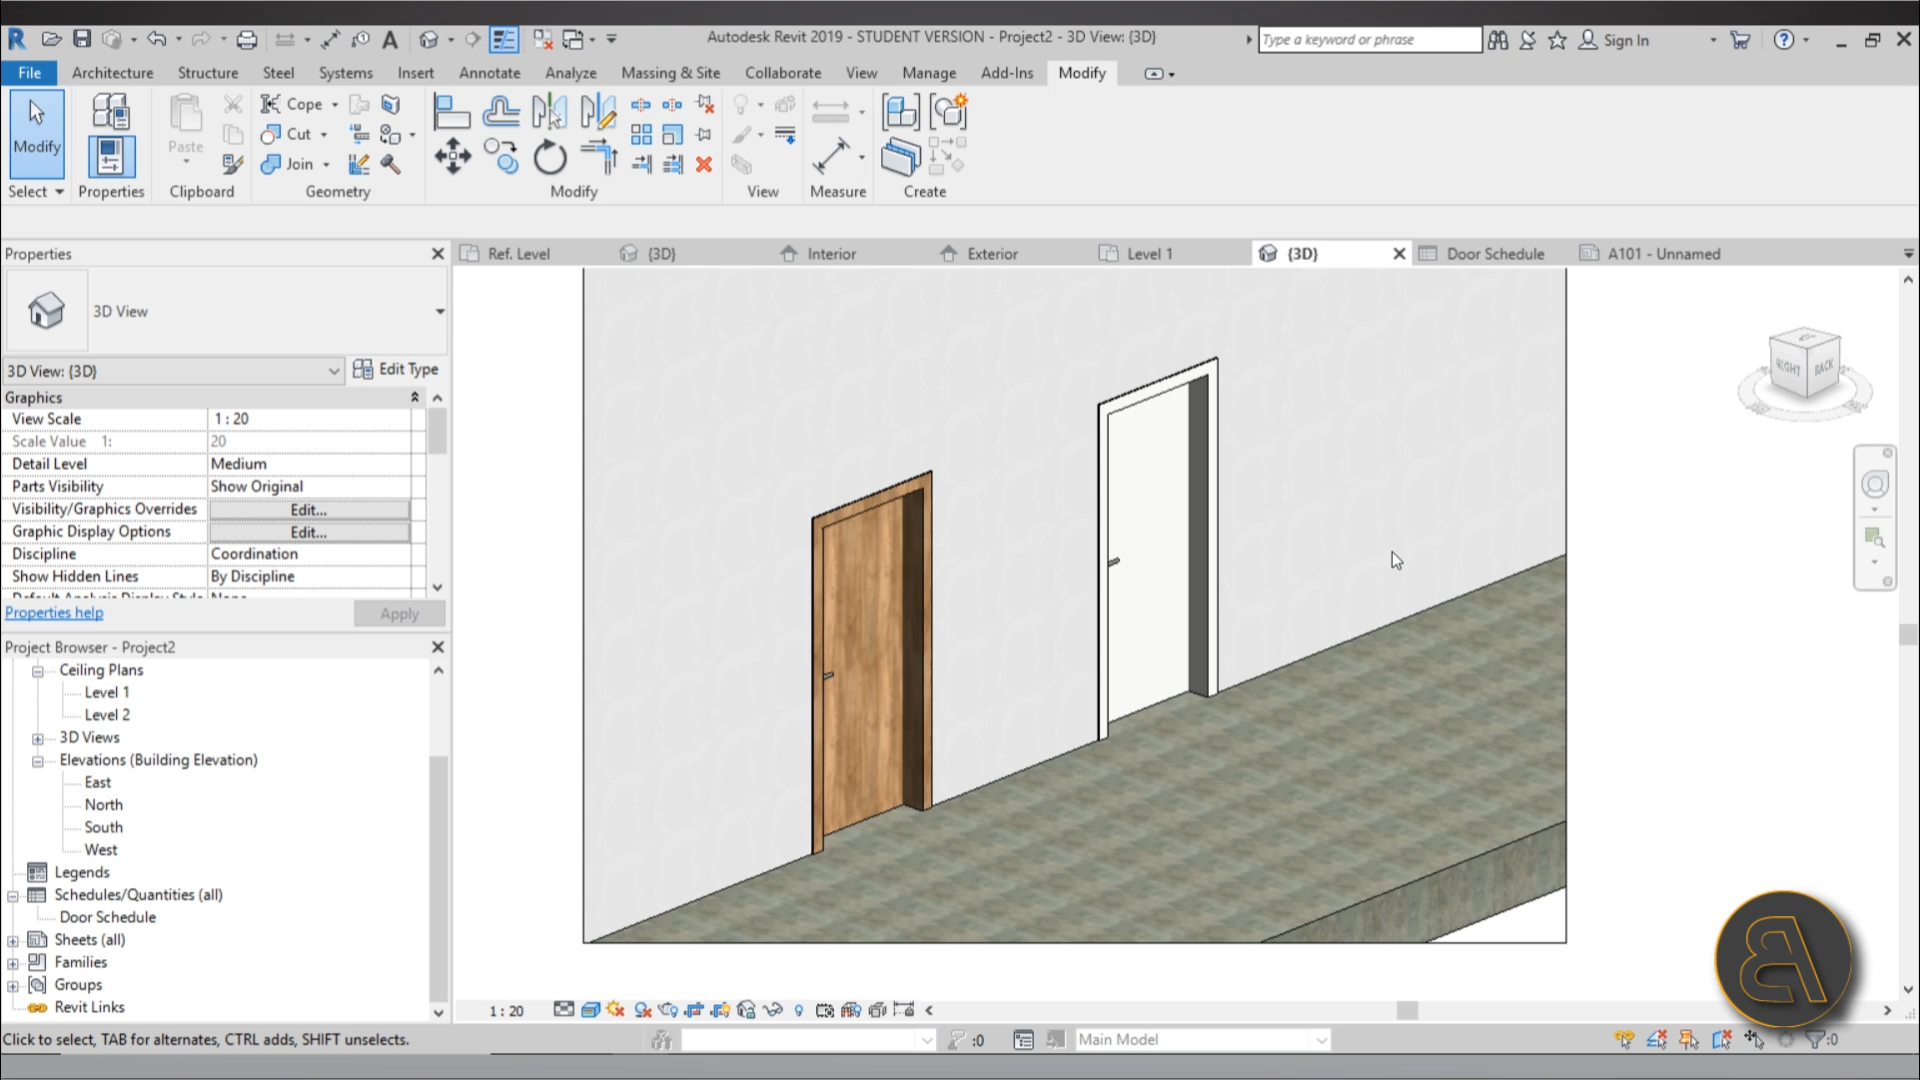 Autodesk Revit 2019 - STUDENT VERSION - Project2 - 3D View: {3D}
Type a keyword or phrase
Sign In
File Architecture Structure Steel Systems Insert Annotate Analyze Massing & Site Collaborate View Manage Add-Ins Modify
Modify
Paste
Cope
Cut
Join
Select Properties Clipboard Geometry Modify View Measure Create
Properties
Ref. Level {3D} Interior Exterior Level 1 {3D} Door Schedule A101 - Unnamed
3D View
3D View: {3D} Edit Type
Graphics
View Scale 1 : 20
Scale Value 1: 20
Detail Level Medium
Parts Visibility Show Original
Visibility/Graphics Overrides Edit...
Graphic Display Options Edit...
Discipline Coordination
Show Hidden Lines By Discipline
Default Analysis Display Style None
Properties help Apply
RIGHT BACK
Project Browser - Project2
Ceiling Plans
Level 1
Level 2
3D Views
Elevations (Building Elevation)
East
North
South
West
Legends
Schedules/Quantities (all)
Door Schedule
Sheets (all)
Families
Groups
Revit Links
1 : 20
Click to select, TAB for alternates, CTRL adds, SHIFT unselects.
:0
Main Model
:0